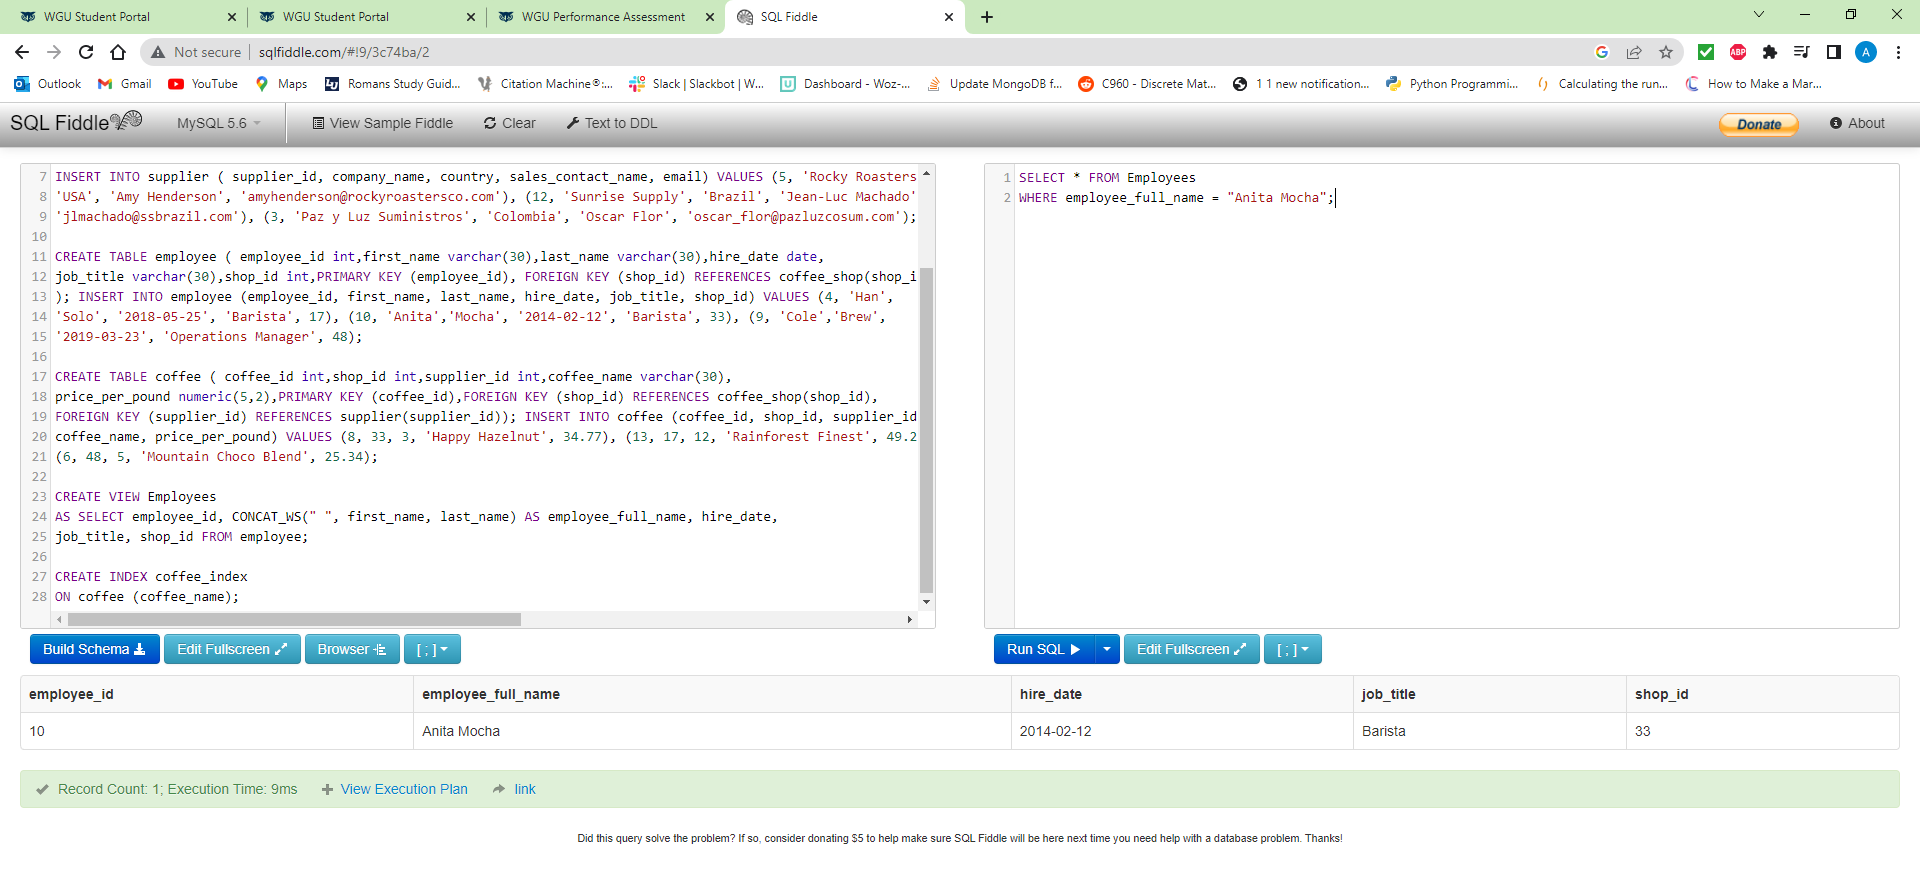 WGU Student Portal
WGU Student Portal
WGU Performance Assessment
SQL Fiddle
Not secure
sqlfiddle.com/#!9/3c74ba/2
ABP
A
Outlook
Gmail
YouTube
Maps
Romans Study Guid...
Citation Machine®:...
Slack | Slackbot | W...
Dashboard - Woz-...
Update MongoDB f...
C960 - Discrete Mat...
1 1 new notification...
Python Programmi...
Calculating the run...
How to Make a Mar...
SQL Fiddle
MySQL 5.6
View Sample Fiddle
Clear
Text to DDL
Donate
About
7 INSERT INTO supplier ( supplier_id, company_name, country, sales_contact_name, email) VALUES (5, 'Rocky Roasters
8 'USA', 'Amy Henderson', 'amyhenderson@rockyroastersco.com'), (12, 'Sunrise Supply', 'Brazil', 'Jean-Luc Machado'
9 'jlmachado@ssbrazil.com'), (3, 'Paz y Luz Suministros', 'Colombia', 'Oscar Flor', 'oscar_flor@pazluzcosum.com');
10
11 CREATE TABLE employee ( employee_id int,first_name varchar(30),last_name varchar(30),hire_date date,
12 job_title varchar(30),shop_id int,PRIMARY KEY (employee_id), FOREIGN KEY (shop_id) REFERENCES coffee_shop(shop_i
13 ); INSERT INTO employee (employee_id, first_name, last_name, hire_date, job_title, shop_id) VALUES (4, 'Han',
14 'Solo', '2018-05-25', 'Barista', 17), (10, 'Anita','Mocha', '2014-02-12', 'Barista', 33), (9, 'Cole','Brew',
15 '2019-03-23', 'Operations Manager', 48);
16
17 CREATE TABLE coffee ( coffee_id int,shop_id int,supplier_id int,coffee_name varchar(30),
18 price_per_pound numeric(5,2),PRIMARY KEY (coffee_id),FOREIGN KEY (shop_id) REFERENCES coffee_shop(shop_id),
19 FOREIGN KEY (supplier_id) REFERENCES supplier(supplier_id)); INSERT INTO coffee (coffee_id, shop_id, supplier_id
20 coffee_name, price_per_pound) VALUES (8, 33, 3, 'Happy Hazelnut', 34.77), (13, 17, 12, 'Rainforest Finest', 49.2
21 (6, 48, 5, 'Mountain Choco Blend', 25.34);
22
23 CREATE VIEW Employees
24 AS SELECT employee_id, CONCAT_WS(" ", first_name, last_name) AS employee_full_name, hire_date,
25 job_title, shop_id FROM employee;
26
27 CREATE INDEX coffee_index
28 ON coffee (coffee_name);
1 SELECT * FROM Employees
2 WHERE employee_full_name = "Anita Mocha";
Build Schema
Edit Fullscreen
Browser
[ ; ]
Run SQL
Edit Fullscreen
[ ; ]
employee_id employee_full_name hire_date job_title shop_id
10 Anita Mocha 2014-02-12 Barista 33
Record Count: 1; Execution Time: 9ms
View Execution Plan
link
Did this query solve the problem? If so, consider donating $5 to help make sure SQL Fiddle will be here next time you need help with a database problem. Thanks!